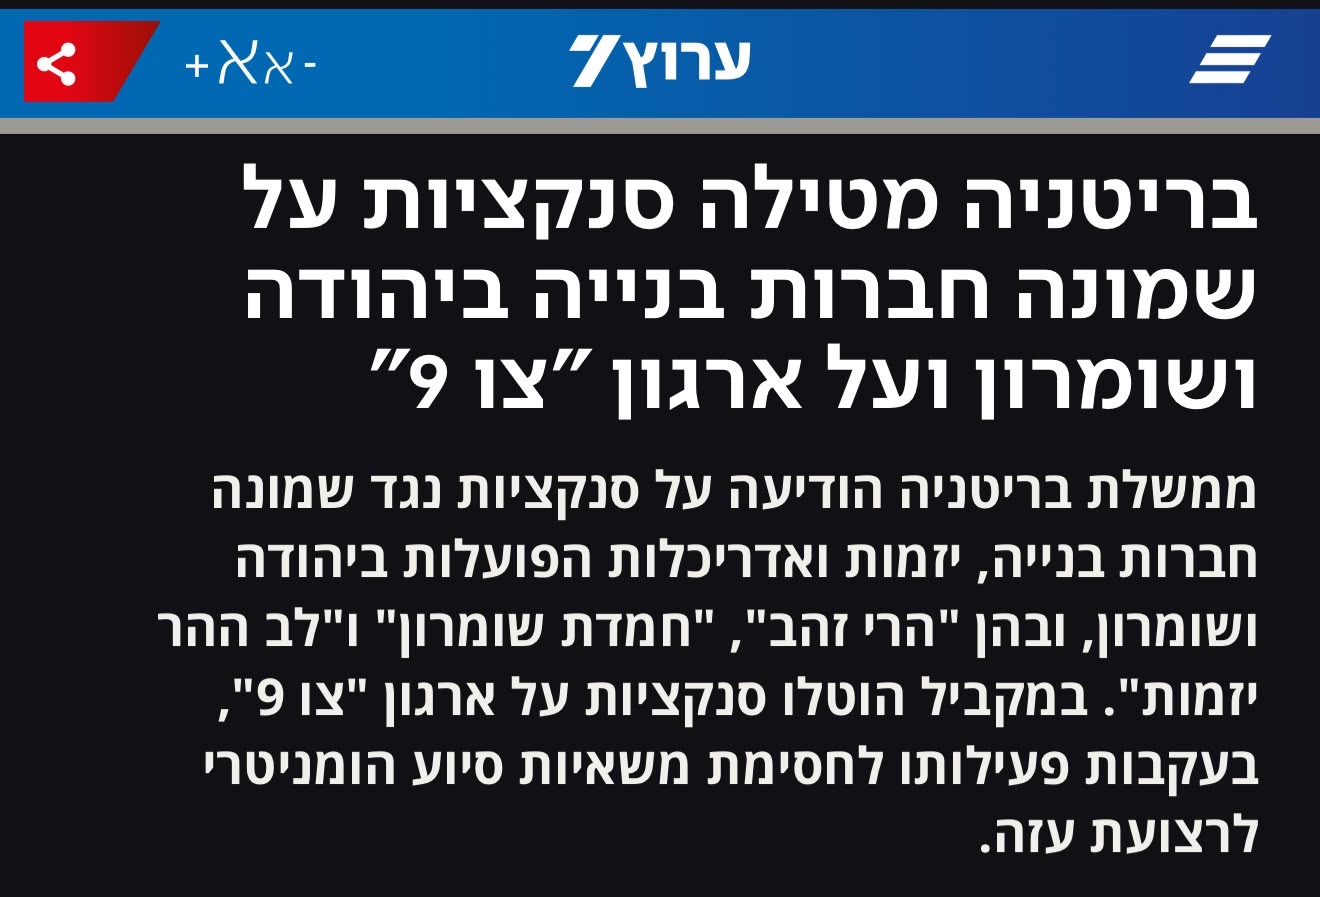 + א א -
ערוץ 7
בריטניה מטילה סנקציות על
שמונה חברות בנייה ביהודה
ושומרון ועל ארגון "צו 9"
ממשלת בריטניה הודיעה על סנקציות נגד שמונה
חברות בנייה, יזמות ואדריכלות הפועלות ביהודה
ושומרון, ובהן "הרי זהב", "חמדת שומרון" ו"לב ההר
יזמות". במקביל הוטלו סנקציות על ארגון "צו 9",
בעקבות פעילותו לחסימת משאיות סיוע הומניטרי
לרצועת עזה.